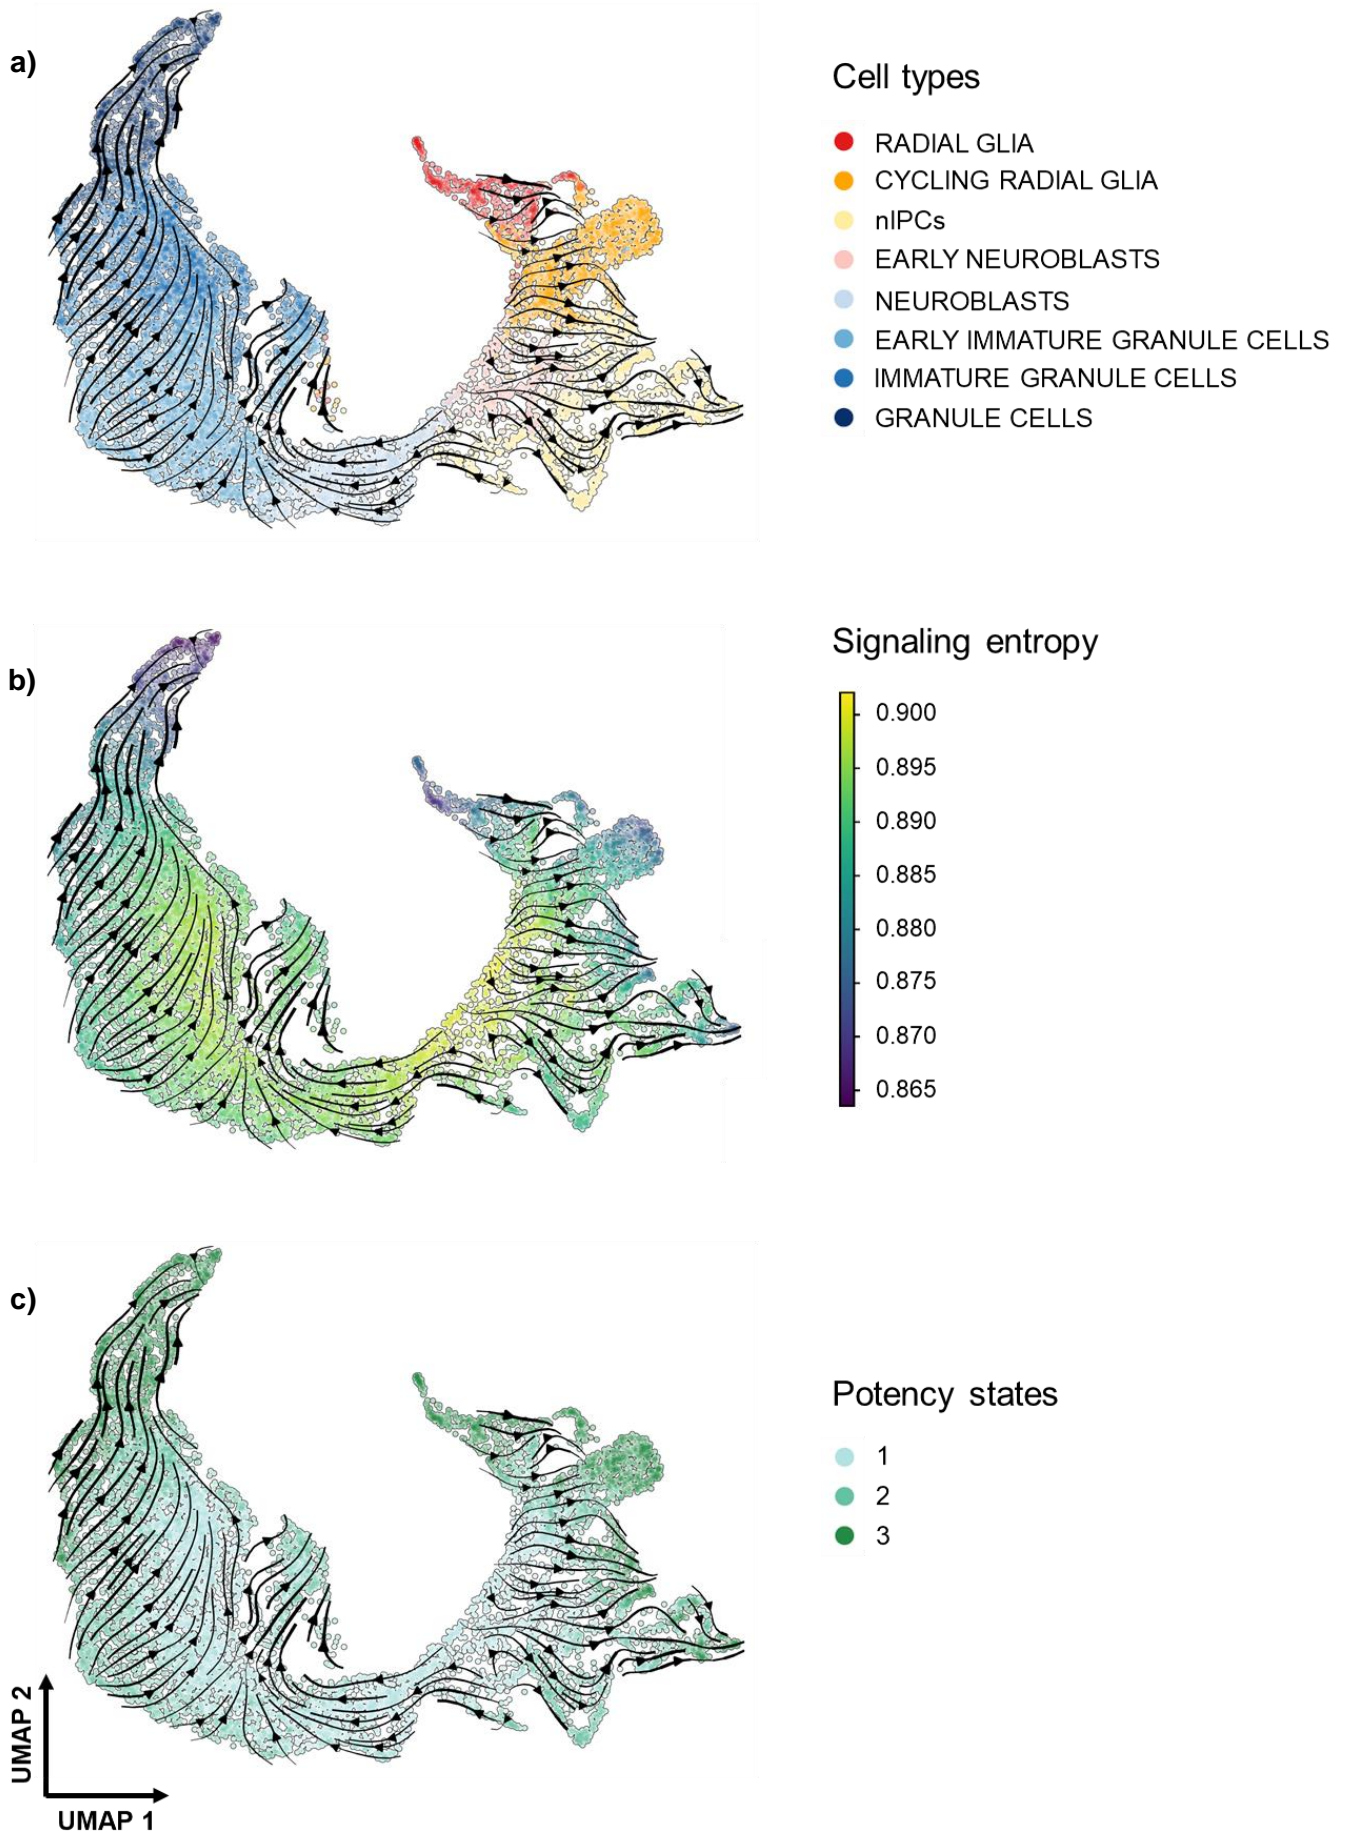 a)
Cell types
RADIAL GLIA
CYCLING RADIAL GLIA
nIPCs
EARLY NEUROBLASTS
NEUROBLASTS
EARLY IMMATURE GRANULE CELLS
IMMATURE GRANULE CELLS
GRANULE CELLS
b)
Signaling entropy
0.900
0.895
0.890
0.885
0.880
0.875
0.870
0.865
c)
Potency states
1
2
3
UMAP 2
UMAP 1